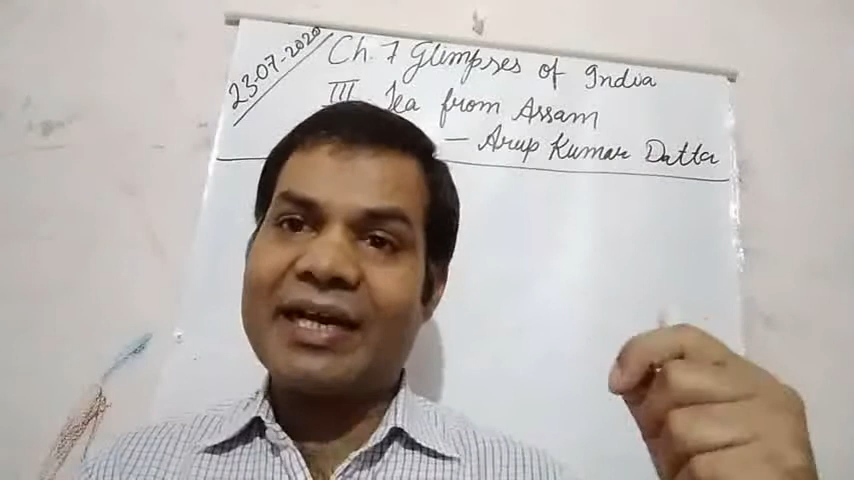 23-07-2020
Ch. 7 Glimpses of India
III Tea from Assam
— Arup Kumar Datta